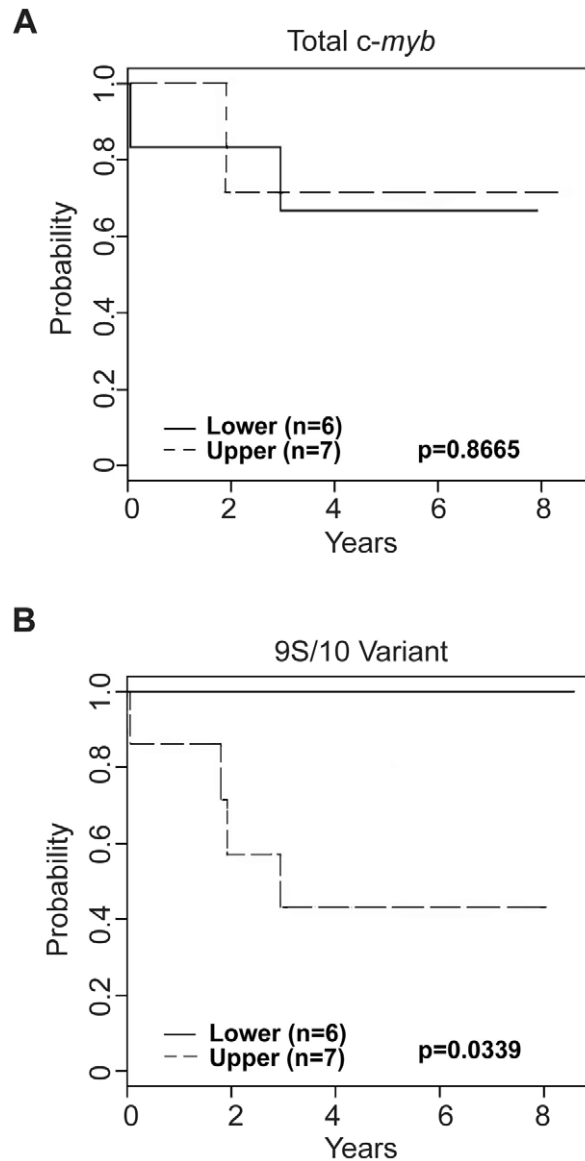 A
Total c-myb
Probability
1.0
0.8
0.6
0.4
0.2
0
Lower (n=6)
Upper (n=7)
p=0.8665
0 2 4 6 8
Years
B
9S/10 Variant
Probability
1.0
0.8
0.6
0.4
0.2
0
Lower (n=6)
Upper (n=7)
p=0.0339
0 2 4 6 8
Years